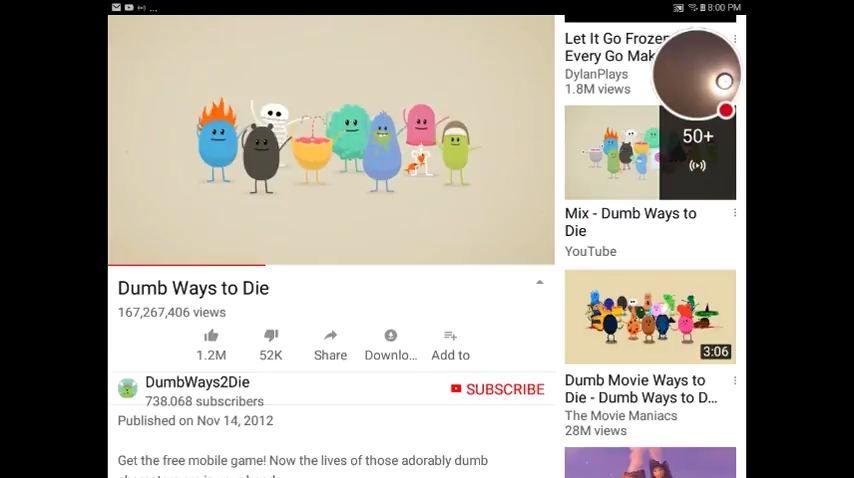 8:00 PM
Let It Go Frozen
Every Go Mak
DylanPlays
1.8M views
50+
Mix - Dumb Ways to
Die
YouTube
3:06
Dumb Movie Ways to
Die - Dumb Ways to D...
The Movie Maniacs
28M views
Dumb Ways to Die
167,267,406 views
1.2M
52K
Share
Downlo...
Add to
DumbWays2Die
738.068 subscribers
SUBSCRIBE
Published on Nov 14, 2012
Get the free mobile game! Now the lives of those adorably dumb